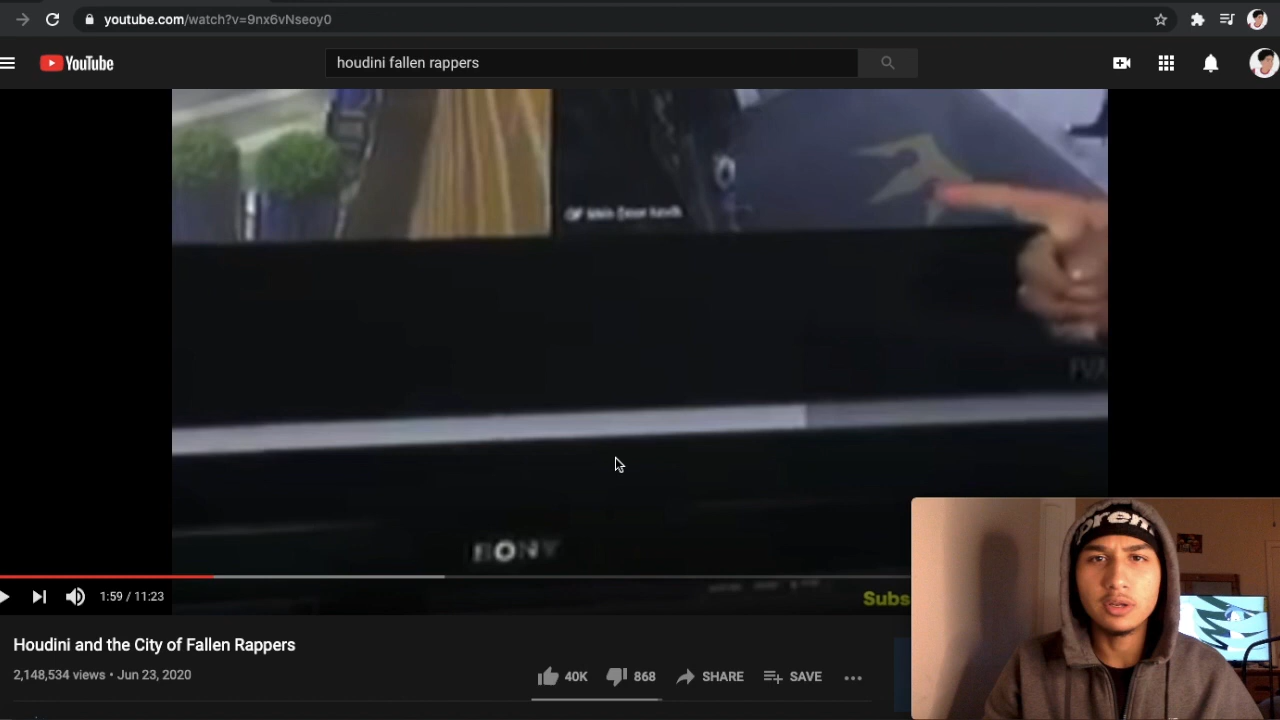 youtube.com/watch?v=9nx6vNseoy0
YouTube
houdini fallen rappers
SONY
1:59 / 11:23
Subs
Houdini and the City of Fallen Rappers
2,148,534 views • Jun 23, 2020
40K
868
SHARE
SAVE
preme